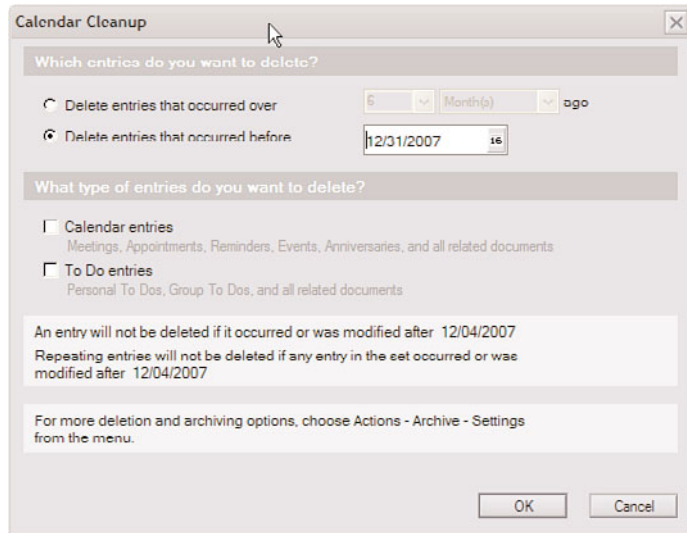 Calendar Cleanup
Which entries do you want to delete?
Delete entries that occurred over 6 Month(s) ago
Delete entries that occurred before 12/31/2007 16
What type of entries do you want to delete?
Calendar entries
Meetings, Appointments, Reminders, Events, Anniversaries, and all related documents
To Do entries
Personal To Dos, Group To Dos, and all related documents
An entry will not be deleted if it occurred or was modified after 12/04/2007
Repeating entries will not be deleted if any entry in the set occurred or was
modified after 12/04/2007
For more deletion and archiving options, choose Actions - Archive - Settings
from the menu.
OK Cancel